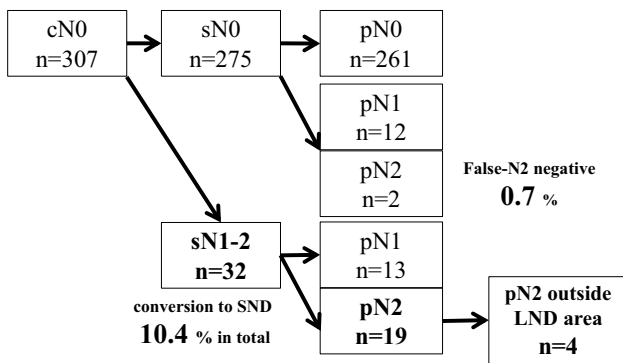 cN0
n=307
sN0
n=275
pN0
n=261
pN1
n=12
pN2
n=2
False-N2 negative
0.7 %
sN1-2
n=32
conversion to SND
10.4 % in total
pN1
n=13
pN2
n=19
pN2 outside
LND area
n=4